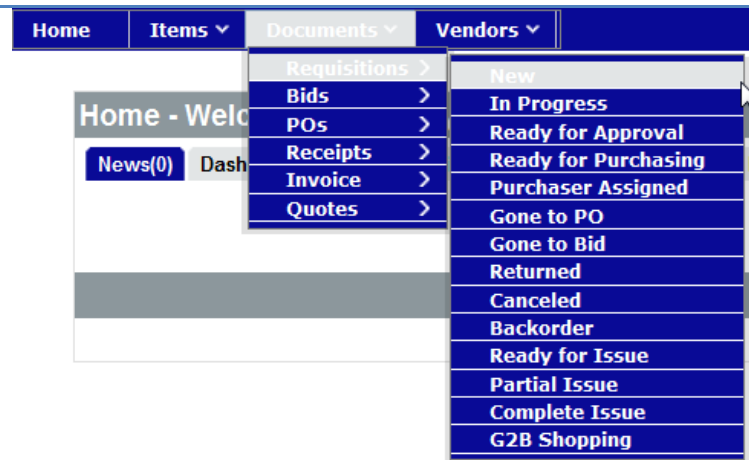 Home Items Documents Vendors
Requisitions
Bids
POs
Receipts
Invoice
Quotes
New
In Progress
Ready for Approval
Ready for Purchasing
Purchaser Assigned
Gone to PO
Gone to Bid
Returned
Canceled
Backorder
Ready for Issue
Partial Issue
Complete Issue
G2B Shopping
Home - Welc
News(0) Dash